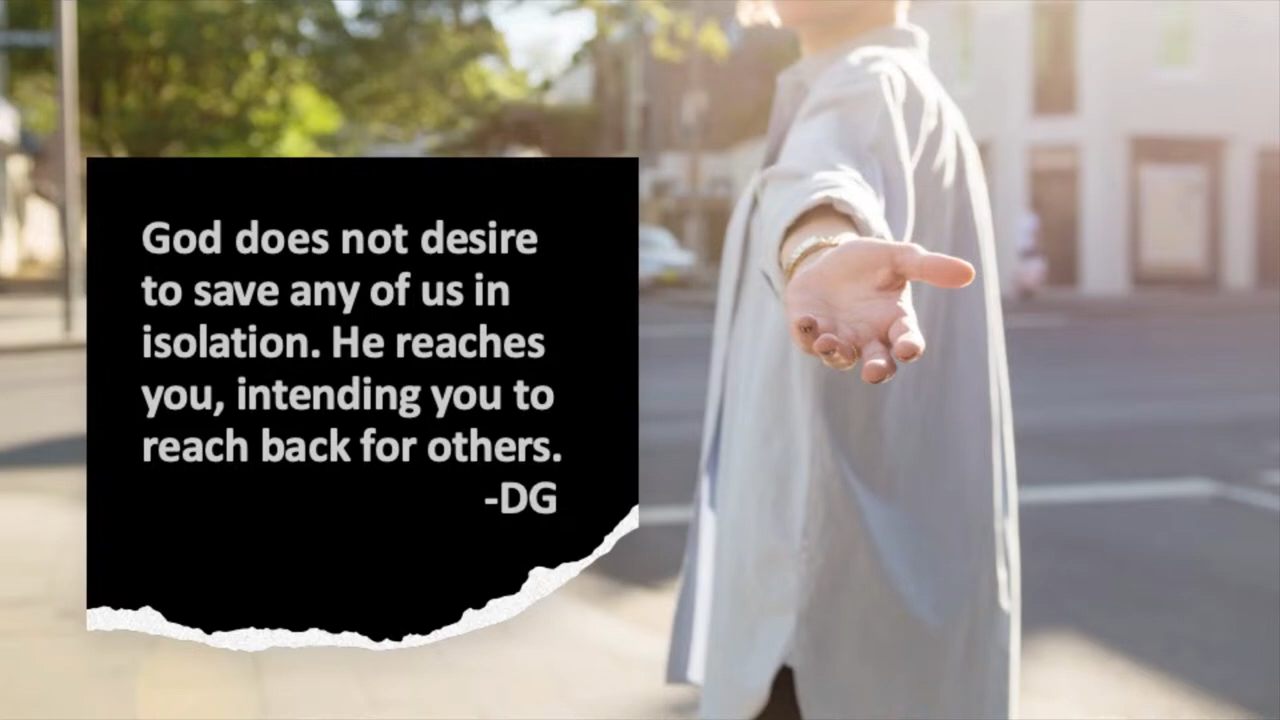 God does not desire
to save any of us in
isolation. He reaches
you, intending you to
reach back for others.
-DG